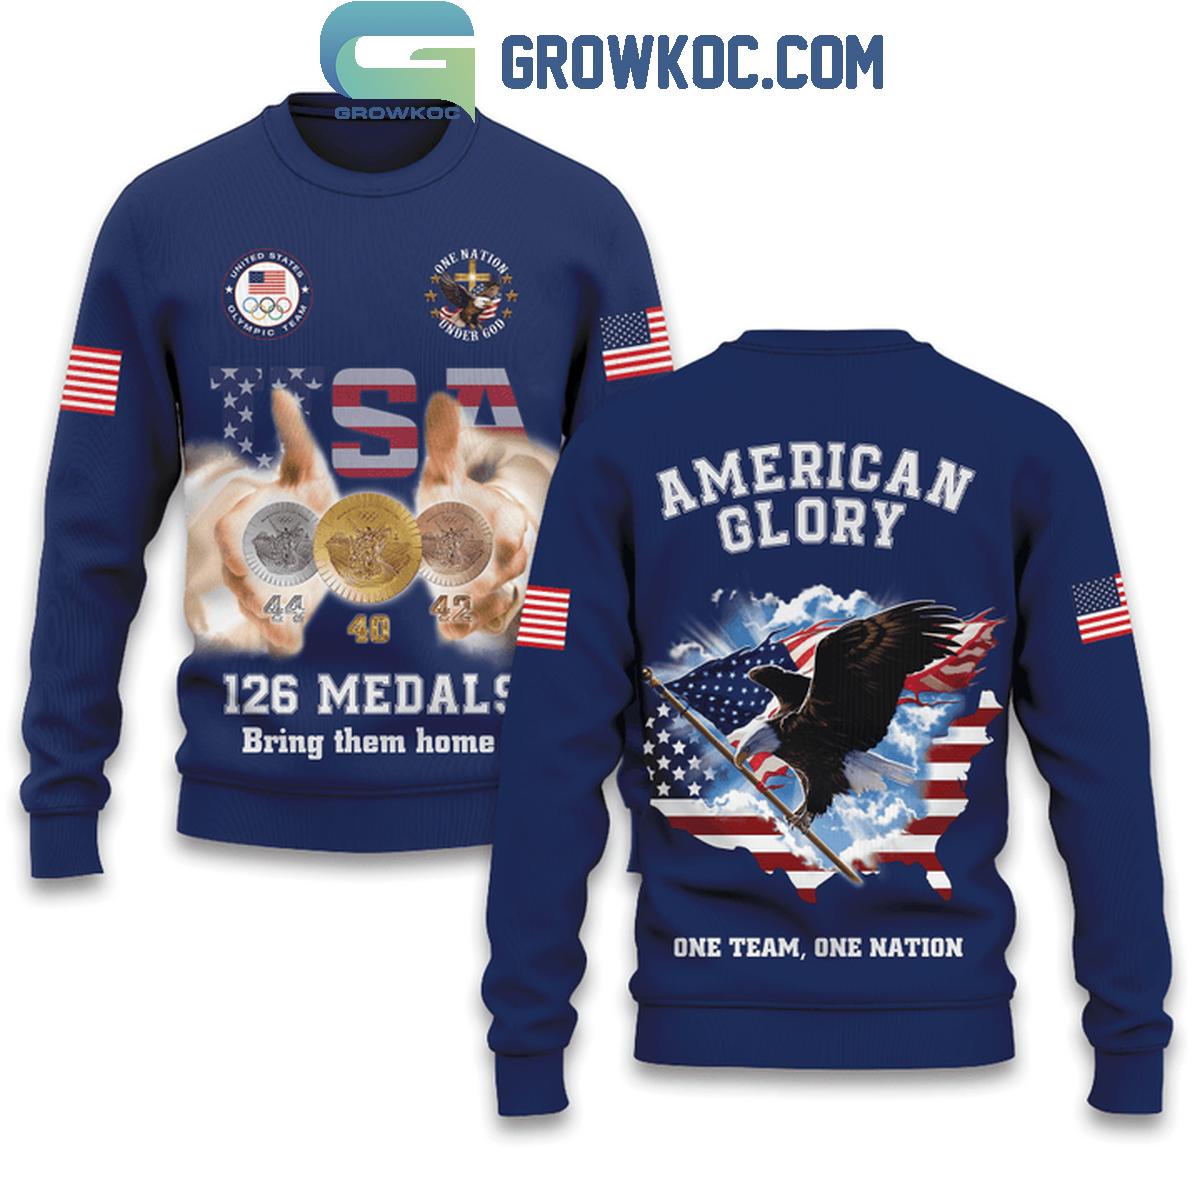 GROWKOC
GROWKOC.COM
UNITED STATES
OLYMPIC TEAM
ONE NATION
UNDER GOD
USA
44
40
42
126 MEDALS
Bring them home
AMERICAN
GLORY
ONE TEAM, ONE NATION